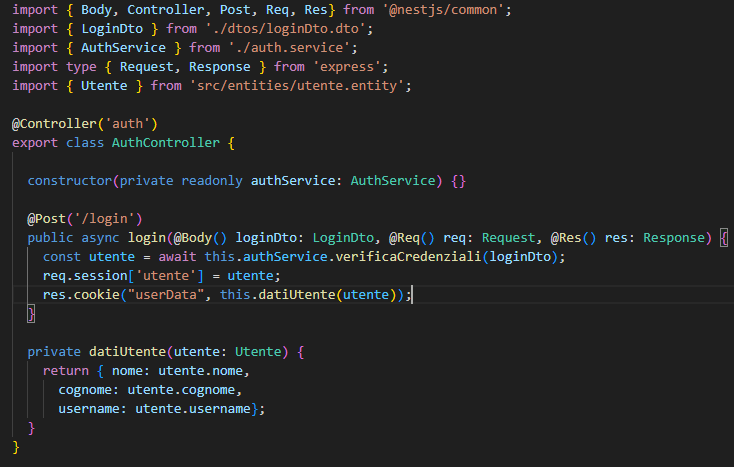 import { Body, Controller, Post, Req, Res} from '@nestjs/common';
import { LoginDto } from './dtos/loginDto.dto';
import { AuthService } from './auth.service';
import type { Request, Response } from 'express';
import { Utente } from 'src/entities/utente.entity';
@Controller('auth')
export class AuthController {
constructor(private readonly authService: AuthService) {}
@Post('/login')
public async login(@Body() loginDto: LoginDto, @Req() req: Request, @Res() res: Response) {
const utente = await this.authService.verificaCredenziali(loginDto);
req.session['utente'] = utente;
res.cookie("userData", this.datiUtente(utente));
}
private datiUtente(utente: Utente) {
return { nome: utente.nome,
cognome: utente.cognome,
username: utente.username};
}
}